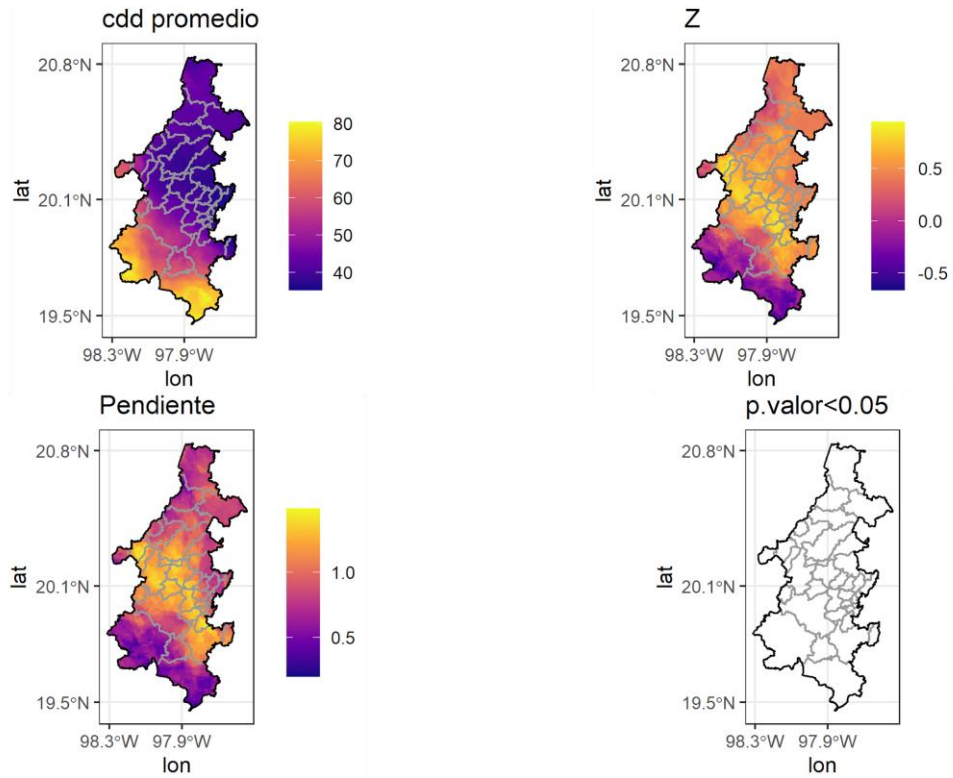 cdd promedio
20.8°N
20.1°N
19.5°N
lat
98.3°W 97.9°W
lon
80
70
60
50
40
Z
20.8°N
20.1°N
19.5°N
lat
98.3°W 97.9°W
lon
0.5
0.0
-0.5
Pendiente
20.8°N
20.1°N
19.5°N
lat
98.3°W 97.9°W
lon
1.0
0.5
p.valor<0.05
20.8°N
20.1°N
19.5°N
lat
98.3°W 97.9°W
lon